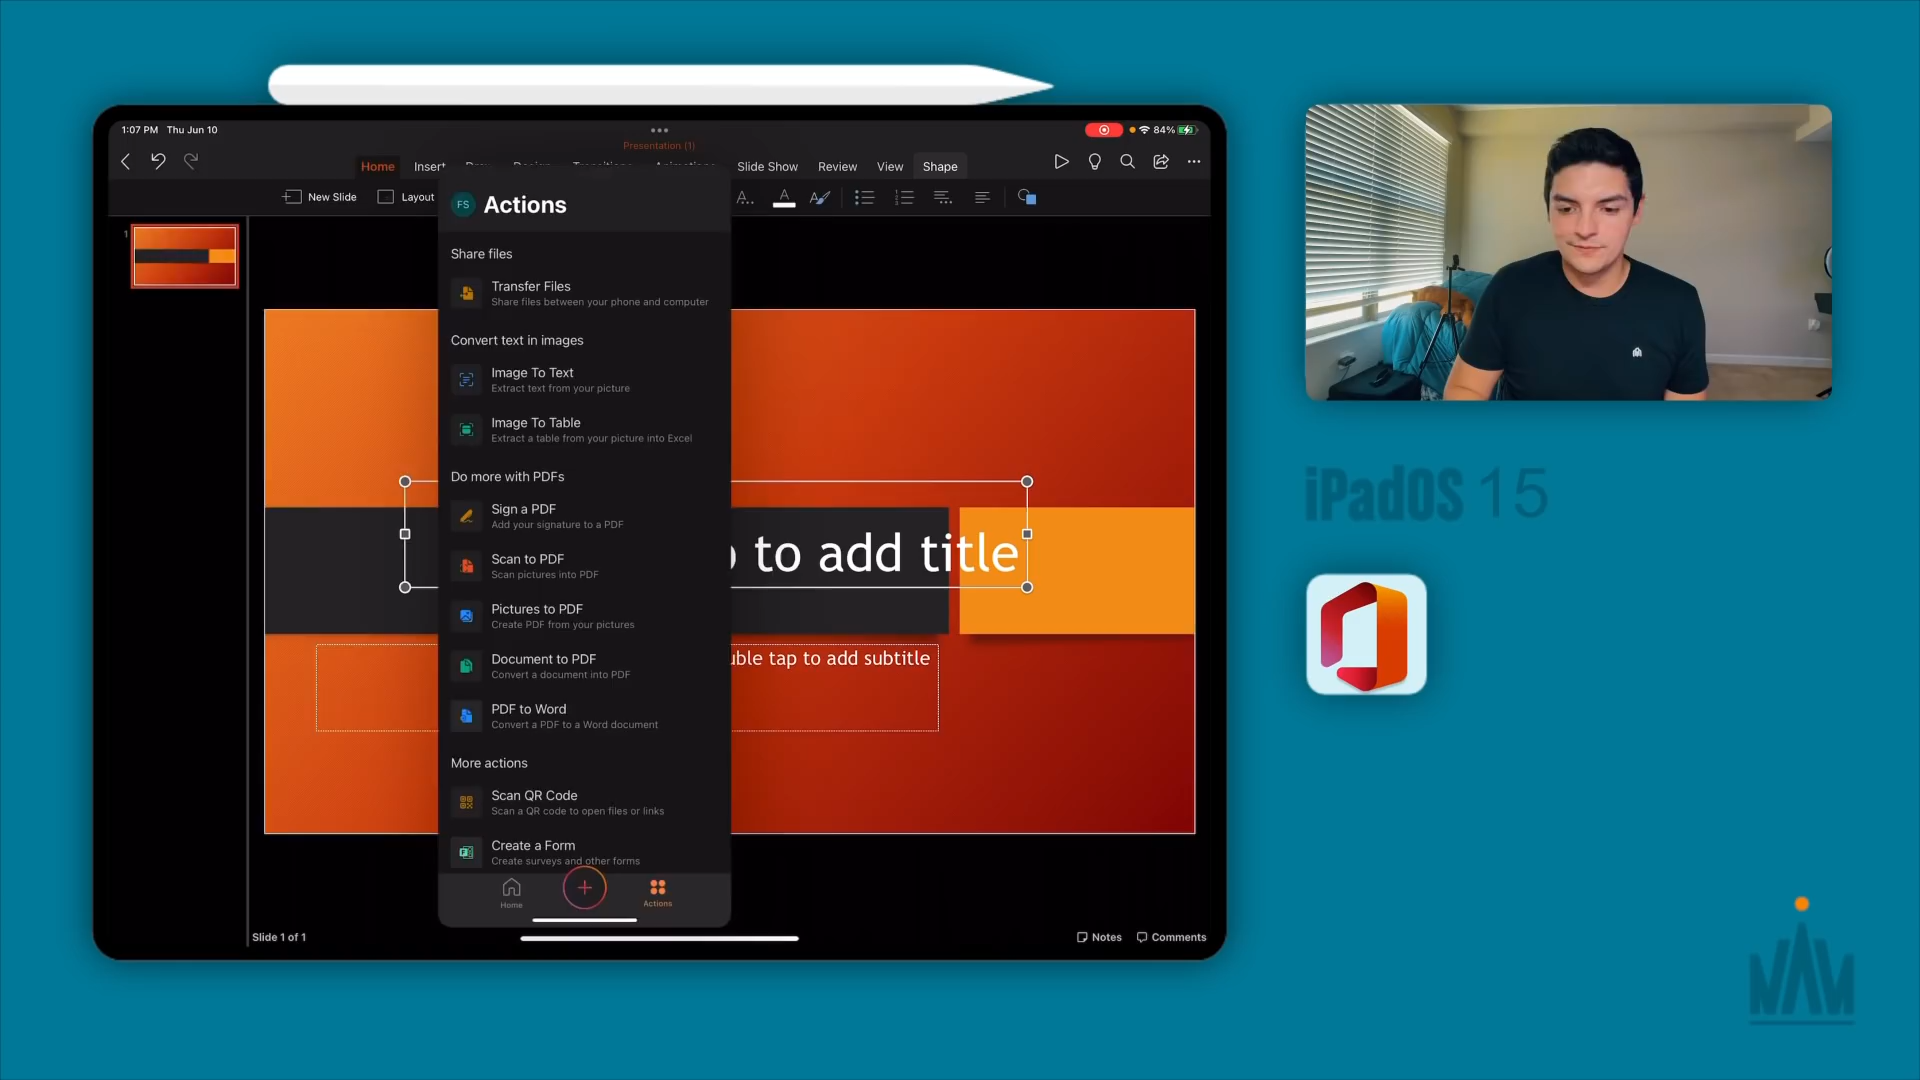 1:07 PM Thu Jun 10
84%
Presentation (1)
Home Insert Draw Design Transitions Animations Slide Show Review View Shape
New Slide Layout
FS Actions
1
Share files
Transfer Files
Share files between your phone and computer
Convert text in images
Image To Text
Extract text from your picture
Image To Table
Extract a table from your picture into Excel
Do more with PDFs
Sign a PDF
Add your signature to a PDF
Scan to PDF
Scan pictures into PDF
Pictures to PDF
Create PDF from your pictures
Document to PDF
Convert a document into PDF
PDF to Word
Convert a PDF to a Word document
More actions
Scan QR Code
Scan a QR code to open files or links
Create a Form
Create surveys and other forms
Home
Actions
to add title
tap to add subtitle
Slide 1 of 1
Notes Comments
iPadOS 15